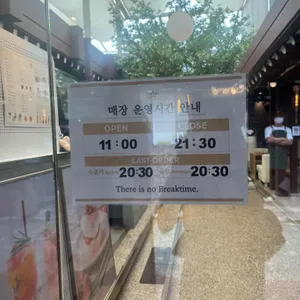 매장 운영시간 안내
OPEN CLOSE
11:00 21:30
LAST ORDER
20:30 20:30
There is no Breaktime.